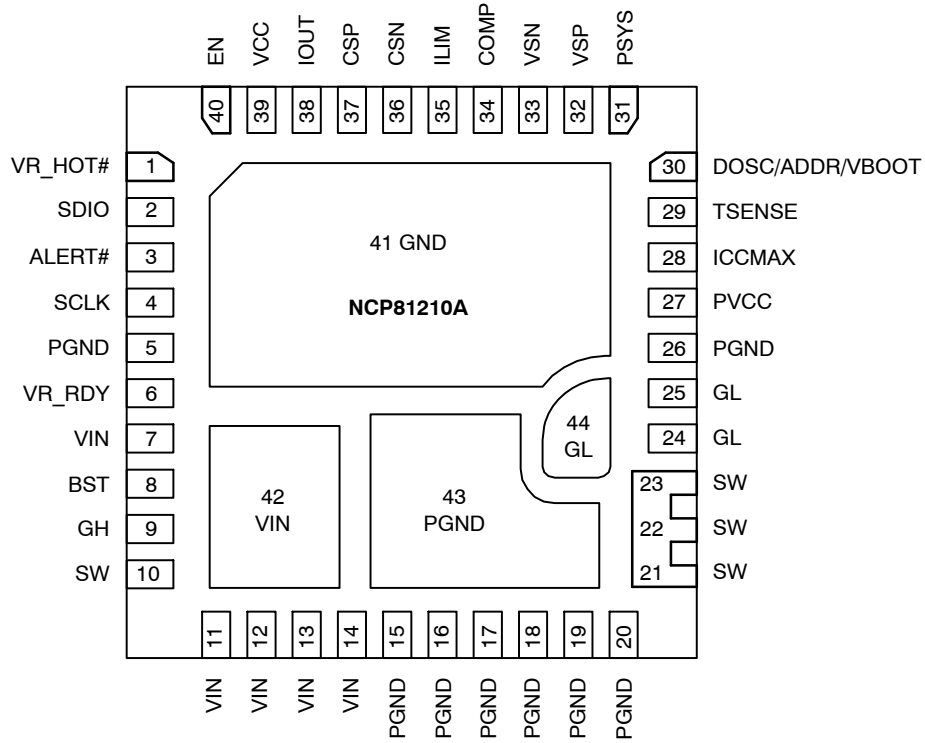 EN
VCC
IOUT
CSP
CSN
ILIM
COMP
VSN
VSP
PSYS
40
39
38
37
36
35
34
33
32
31
VR_HOT#
1
SDIO
2
ALERT#
3
SCLK
4
PGND
5
VR_RDY
6
VIN
7
BST
8
GH
9
SW
10
41 GND
NCP81210A
42
VIN
43
PGND
44
GL
30
DOSC/ADDR/VBOOT
29
TSENSE
28
ICCMAX
27
PVCC
26
PGND
25
GL
24
GL
23
SW
22
SW
21
SW
11
12
13
14
15
16
17
18
19
20
VIN
VIN
VIN
VIN
PGND
PGND
PGND
PGND
PGND
PGND